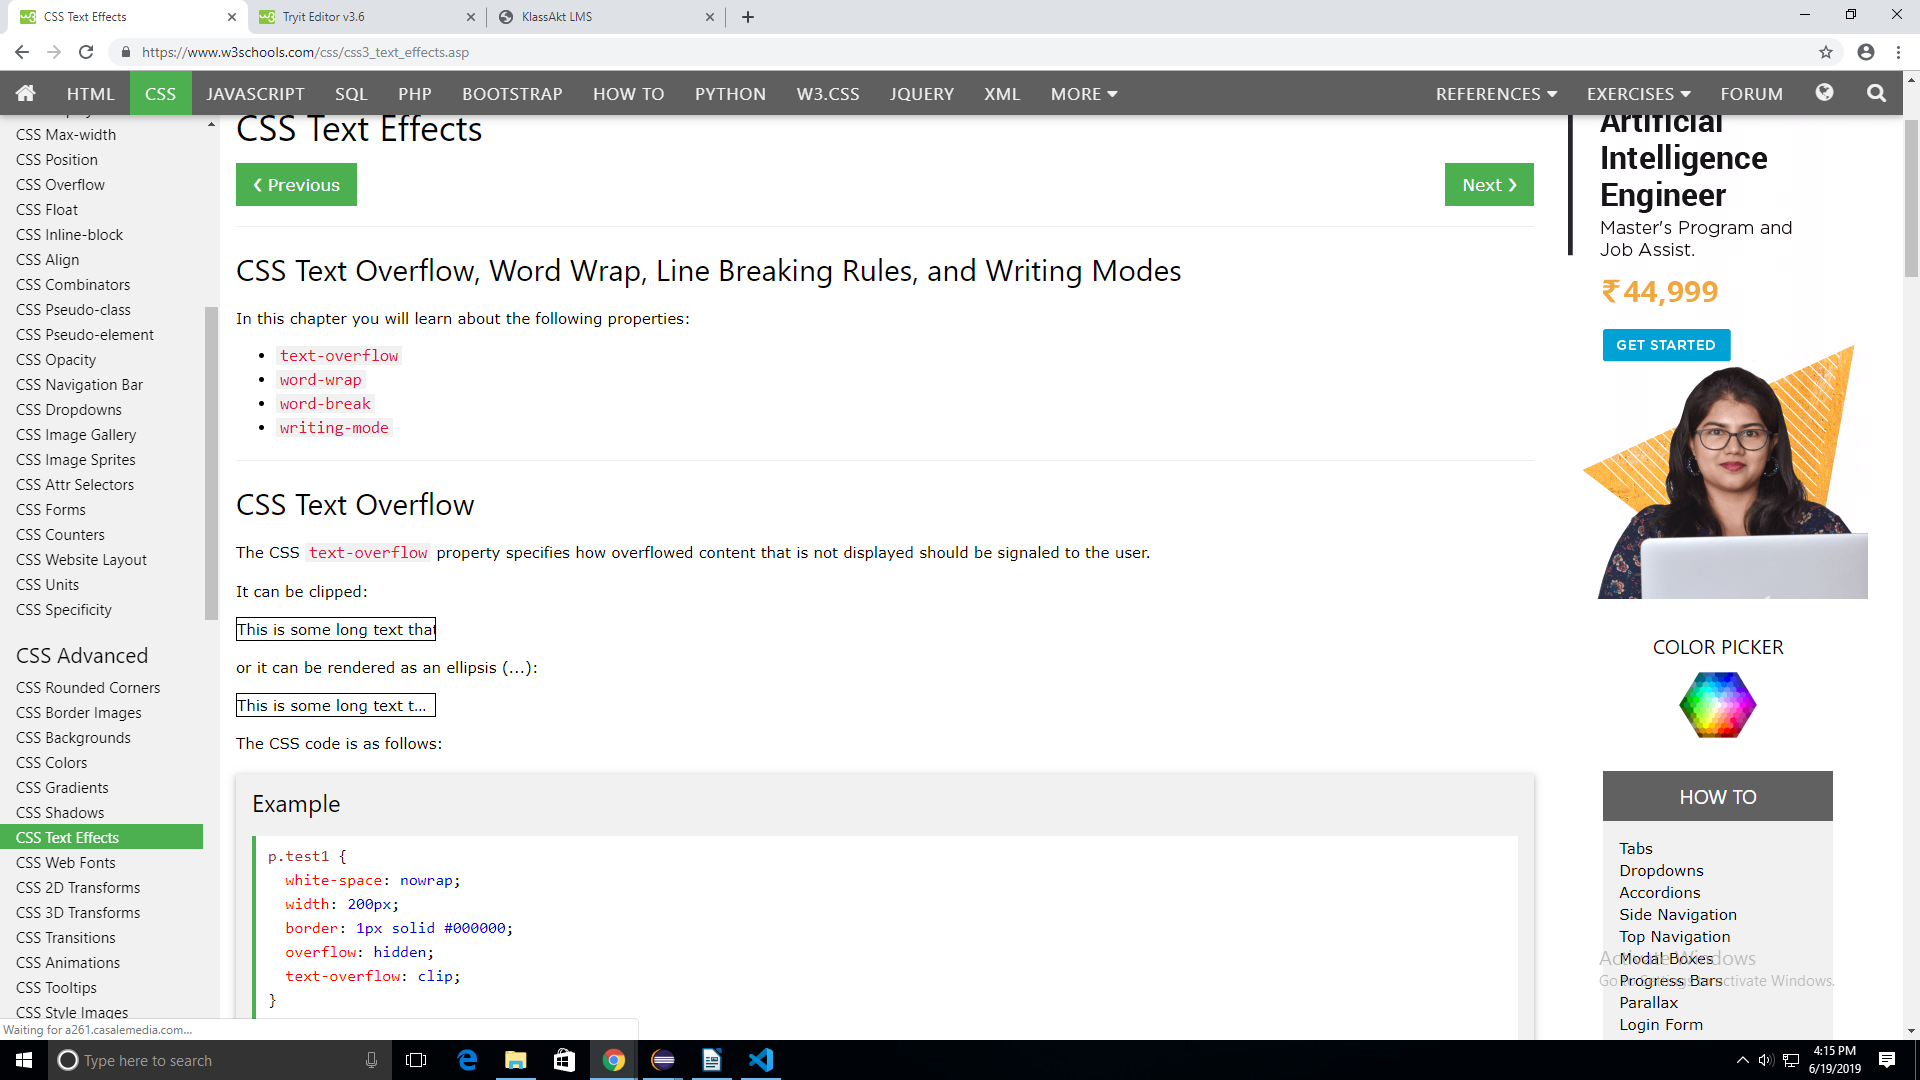 CSS Text Effects
Tryit Editor v3.6
KlassAkt LMS
https://www.w3schools.com/css/css3_text_effects.asp
HTML CSS JAVASCRIPT SQL PHP BOOTSTRAP HOW TO PYTHON W3.CSS JQUERY XML MORE REFERENCES EXERCISES FORUM
CSS Max-width
CSS Position
CSS Overflow
CSS Float
CSS Inline-block
CSS Align
CSS Combinators
CSS Pseudo-class
CSS Pseudo-element
CSS Opacity
CSS Navigation Bar
CSS Dropdowns
CSS Image Gallery
CSS Image Sprites
CSS Attr Selectors
CSS Forms
CSS Counters
CSS Website Layout
CSS Units
CSS Specificity
CSS Advanced
CSS Rounded Corners
CSS Border Images
CSS Backgrounds
CSS Colors
CSS Gradients
CSS Shadows
CSS Text Effects
CSS Web Fonts
CSS 2D Transforms
CSS 3D Transforms
CSS Transitions
CSS Animations
CSS Tooltips
CSS Style Images
Waiting for a261.casalemedia.com...
CSS Text Effects
❮ Previous
Next ❯
CSS Text Overflow, Word Wrap, Line Breaking Rules, and Writing Modes
In this chapter you will learn about the following properties:
• text-overflow
• word-wrap
• word-break
• writing-mode
CSS Text Overflow
The CSS text-overflow property specifies how overflowed content that is not displayed should be signaled to the user.
It can be clipped:
This is some long text that
or it can be rendered as an ellipsis (...):
This is some long text t...
The CSS code is as follows:
Example
p.test1 {
white-space: nowrap;
width: 200px;
border: 1px solid #000000;
overflow: hidden;
text-overflow: clip;
}
Artificial
Intelligence
Engineer
Master's Program and
Job Assist.
₹44,999
GET STARTED
COLOR PICKER
HOW TO
Tabs
Dropdowns
Accordions
Side Navigation
Top Navigation
Modal Boxes
Progress Bars
Parallax
Login Form
Activate Windows
Go to Settings to activate Windows.
Type here to search
4:15 PM
6/19/2019